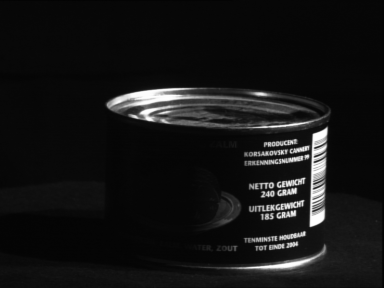 PRODUCENT:
KORSAKOVSKY CANNERY
ERKENNINGSNUMMER 99
NETTO GEWICHT
240 GRAM
UITLEKGEWICHT
185 GRAM
ZOUT
TENMINSTE HOUDBAAR
TOT EINDE 2004